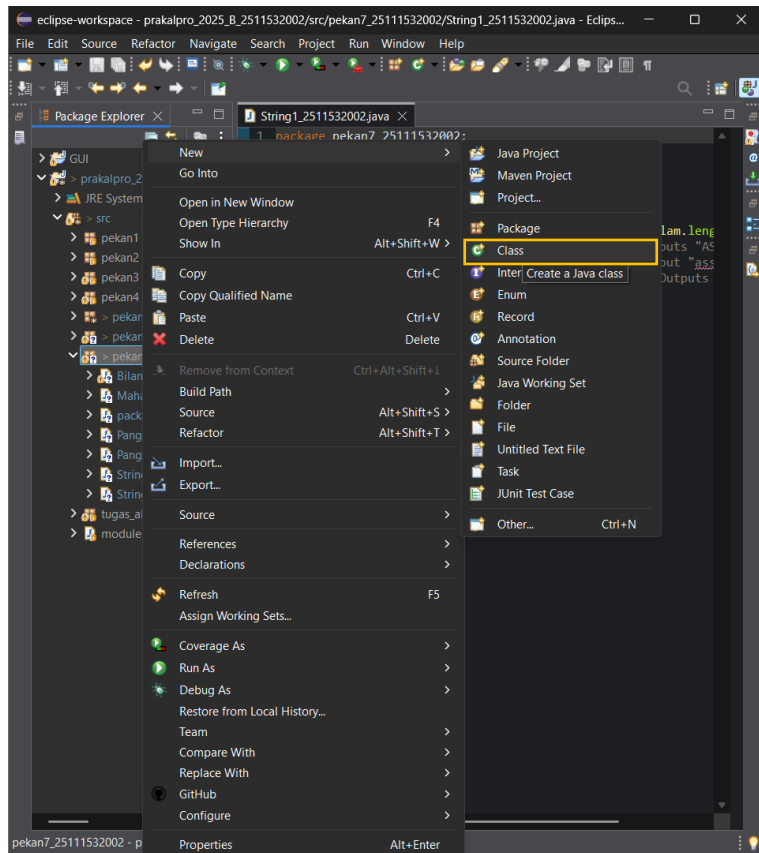 eclipse-workspace - prakalpro_2025_B_2511532002/src/pekan7_25111532002/String1_2511532002.java - Eclips...
File Edit Source Refactor Navigate Search Project Run Window Help
Package Explorer
String1_2511532002.java
1 package pekan7_25111532002;
GUI
> prakalpro_2
JRE System
> src
pekan1
pekan2
pekan3
pekan4
> pekan
> pekan
> pekan
Bilan
Maha
pack
Pang
Pang
Strin
Strin
tugas_al
module
New
Go Into
Open in New Window
Open Type Hierarchy F4
Show In Alt+Shift+W >
Copy Ctrl+C
Copy Qualified Name
Paste Ctrl+V
Delete Delete
Remove from Context Ctrl+Alt+Shift+↓
Build Path
Source Alt+Shift+S >
Refactor Alt+Shift+T >
Import...
Export...
Source
References
Declarations
Refresh F5
Assign Working Sets...
Coverage As
Run As
Debug As
Restore from Local History...
Team
Compare With
Replace With
GitHub
Configure
Properties Alt+Enter
Java Project
Maven Project
Project...
Package
Class
Inter
Create a Java class
Enum
Record
Annotation
Source Folder
Java Working Set
Folder
File
Untitled Text File
Task
JUnit Test Case
Other... Ctrl+N
lam.leng
puts "AS
put "ass
Outputs
pekan7_25111532002 - p